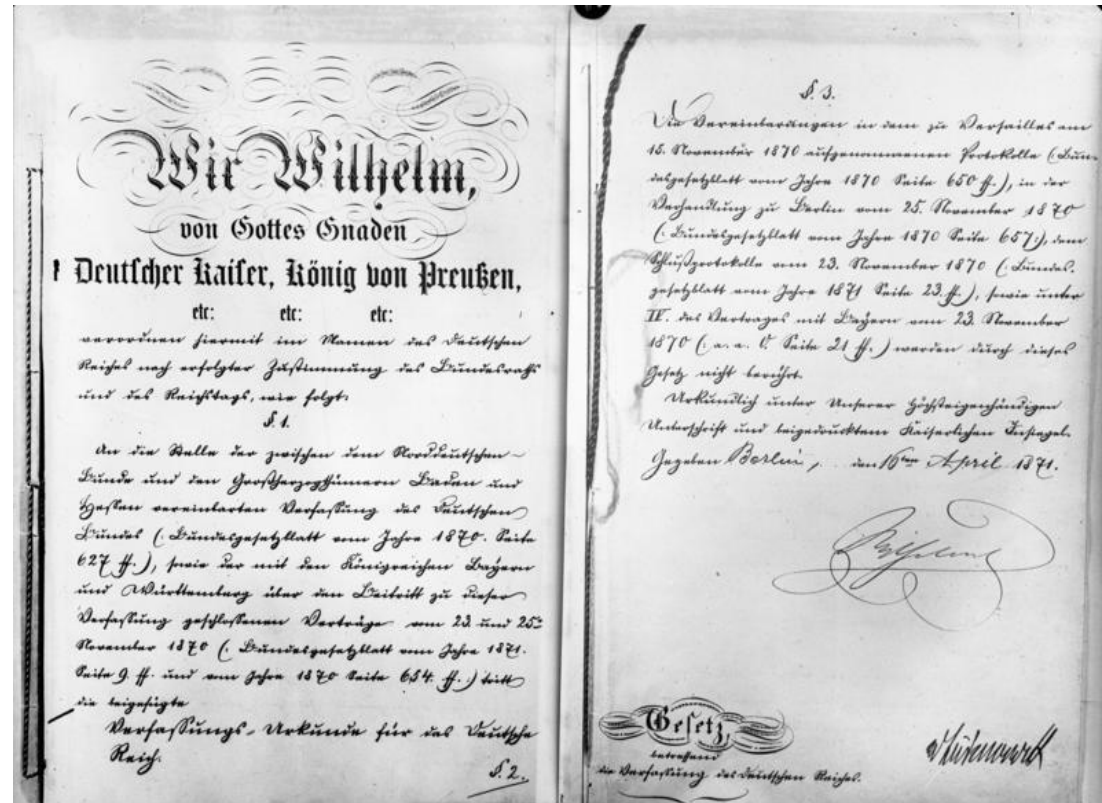 Wir Wilhelm,
von Gottes Gnaden
Deutscher Kaiser, König von Preußen,
etc: etc: etc:
verordnen hiermit im Namen des Deutschen
Reiches nach erfolgter Zustimmung des Bundesraths
und des Reichstags, wie folgt:
§. 1.
An die Stelle der zwischen dem Norddeutschen
Bunde und den Großherzogthümern Baden und
Hessen vereinbarten Verfassung des Deutschen
Bundes (: Bundesgesetzblatt vom Jahre 1870. Seite
627 ff.), sowie der mit den Königreichen Bayern
und Württemberg über den Beitritt zu dieser
Verfassung geschlossenen Verträge vom 23 und 25
November 1870 (: Bundesgesetzblatt vom Jahre 1871.
Seite 9. ff. und vom Jahre 1870 Seite 654. ff.:) tritt
die beigefügte
Verfassungs-Urkunde für das Deutsche
Reich.
§. 2.
§. 3.
Die Vereinbarungen in dem zu Versailles am
15. November 1870 aufgenommenen Protokolle (: Bun-
desgesetzblatt vom Jahre 1870 Seite 650 ff.), in der
Verhandlung zu Berlin vom 25. November 1870
(: Bundesgesetzblatt vom Jahre 1870 Seite 657:), dem
Schlußprotokolle vom 23. November 1870 (: Bundes-
gesetzblatt vom Jahre 1871 Seite 23 ff.), sowie unter
IV. des Vertrages mit Bayern vom 23. November
1870 (: a. a. O. Seite 21 ff.) werden durch dieses
Gesetz nicht berührt.
Urkundlich unter Unserer Höchsteigenhändigen
Unterschrift und beigedrucktem Kaiserlichen Insiegel.
Gegeben Berlin, den 16ten April 1871.
Wilhelm
Gesetz,
betreffend
die Verfassung des Deutschen Reiches.
v Bismarck